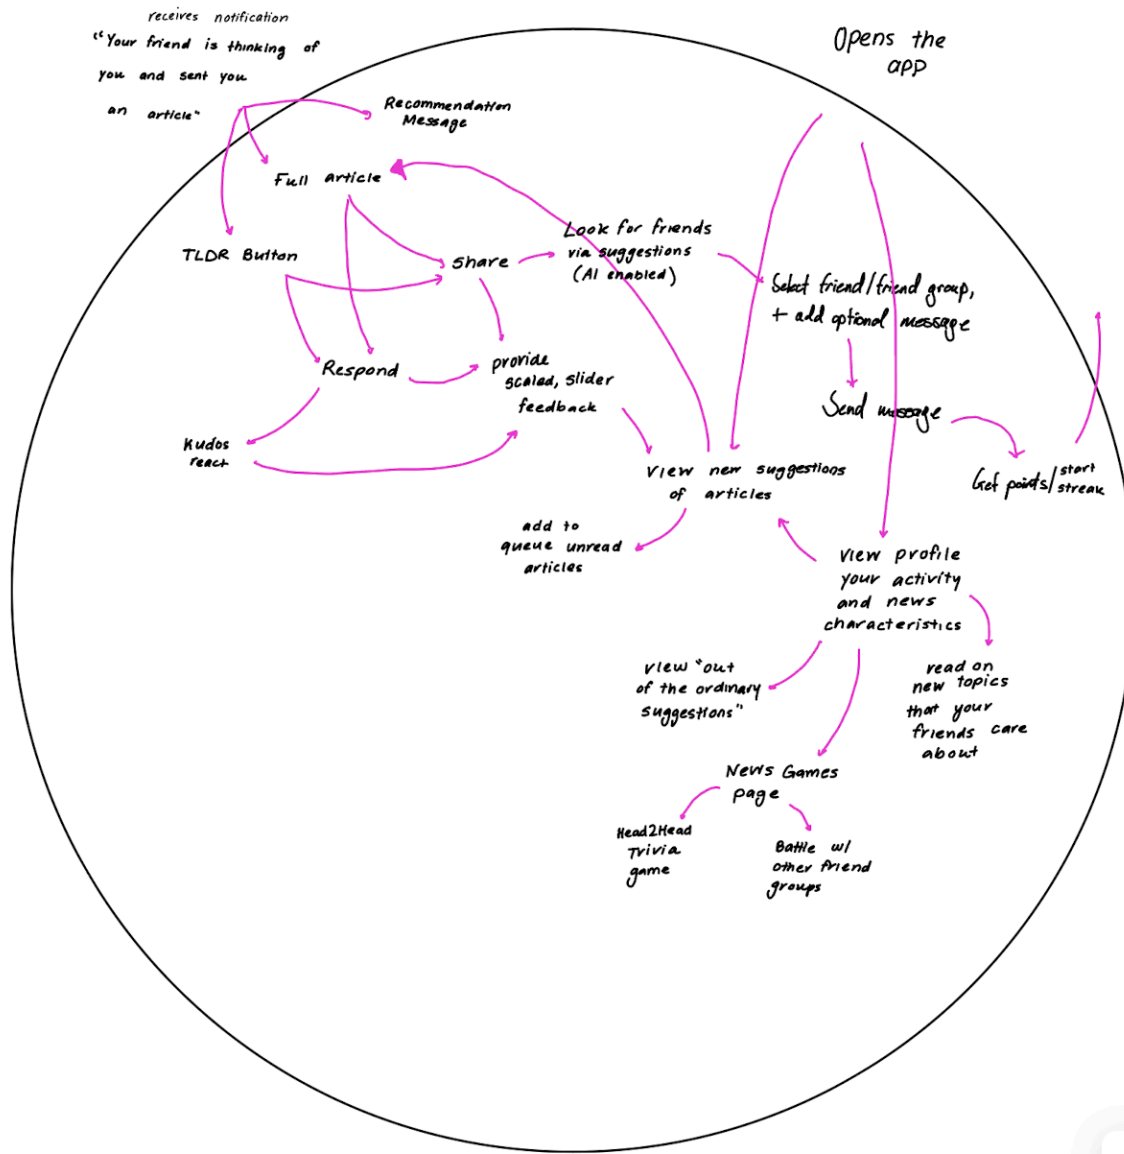 receives notification
"Your friend is thinking of
you and sent you
an article"
Opens the
app
Recommendation
Message
Full article
TLDR Button
Share
Look for friends
via suggestions
(AI enabled)
Select friend/friend group,
+ add optional message
Respond
provide
scaled, slider
feedback
Send message
Kudos
react
View new suggestions
of articles
Get points/start
streak
add to
queue unread
articles
View profile
your activity
and news
characteristics
view "out
of the ordinary
suggestions"
read on
new topics
that your
friends care
about
News Games
page
Head2Head
Trivia
game
Battle w/
other friend
groups